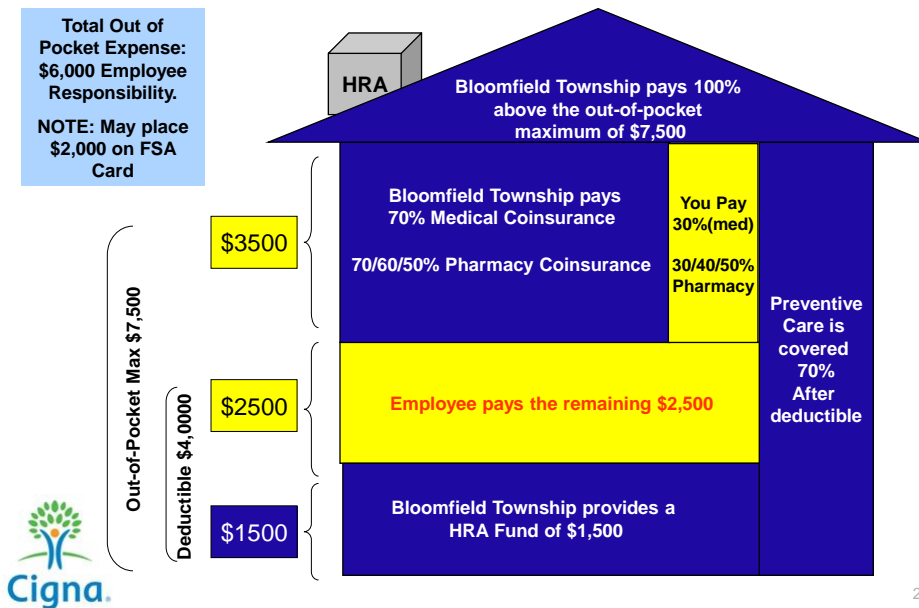 Total Out of
Pocket Expense:
$6,000 Employee
Responsibility.
NOTE: May place
$2,000 on FSA
Card
HRA
Bloomfield Township pays 100%
above the out-of-pocket
maximum of $7,500
Out-of-Pocket Max $7,500
Deductible $4,0000
$3500
Bloomfield Township pays
70% Medical Coinsurance
70/60/50% Pharmacy Coinsurance
You Pay
30%(med)
30/40/50%
Pharmacy
Preventive
Care is
covered
70%
After
deductible
$2500
Employee pays the remaining $2,500
$1500
Bloomfield Township provides a
HRA Fund of $1,500
Cigna.
2